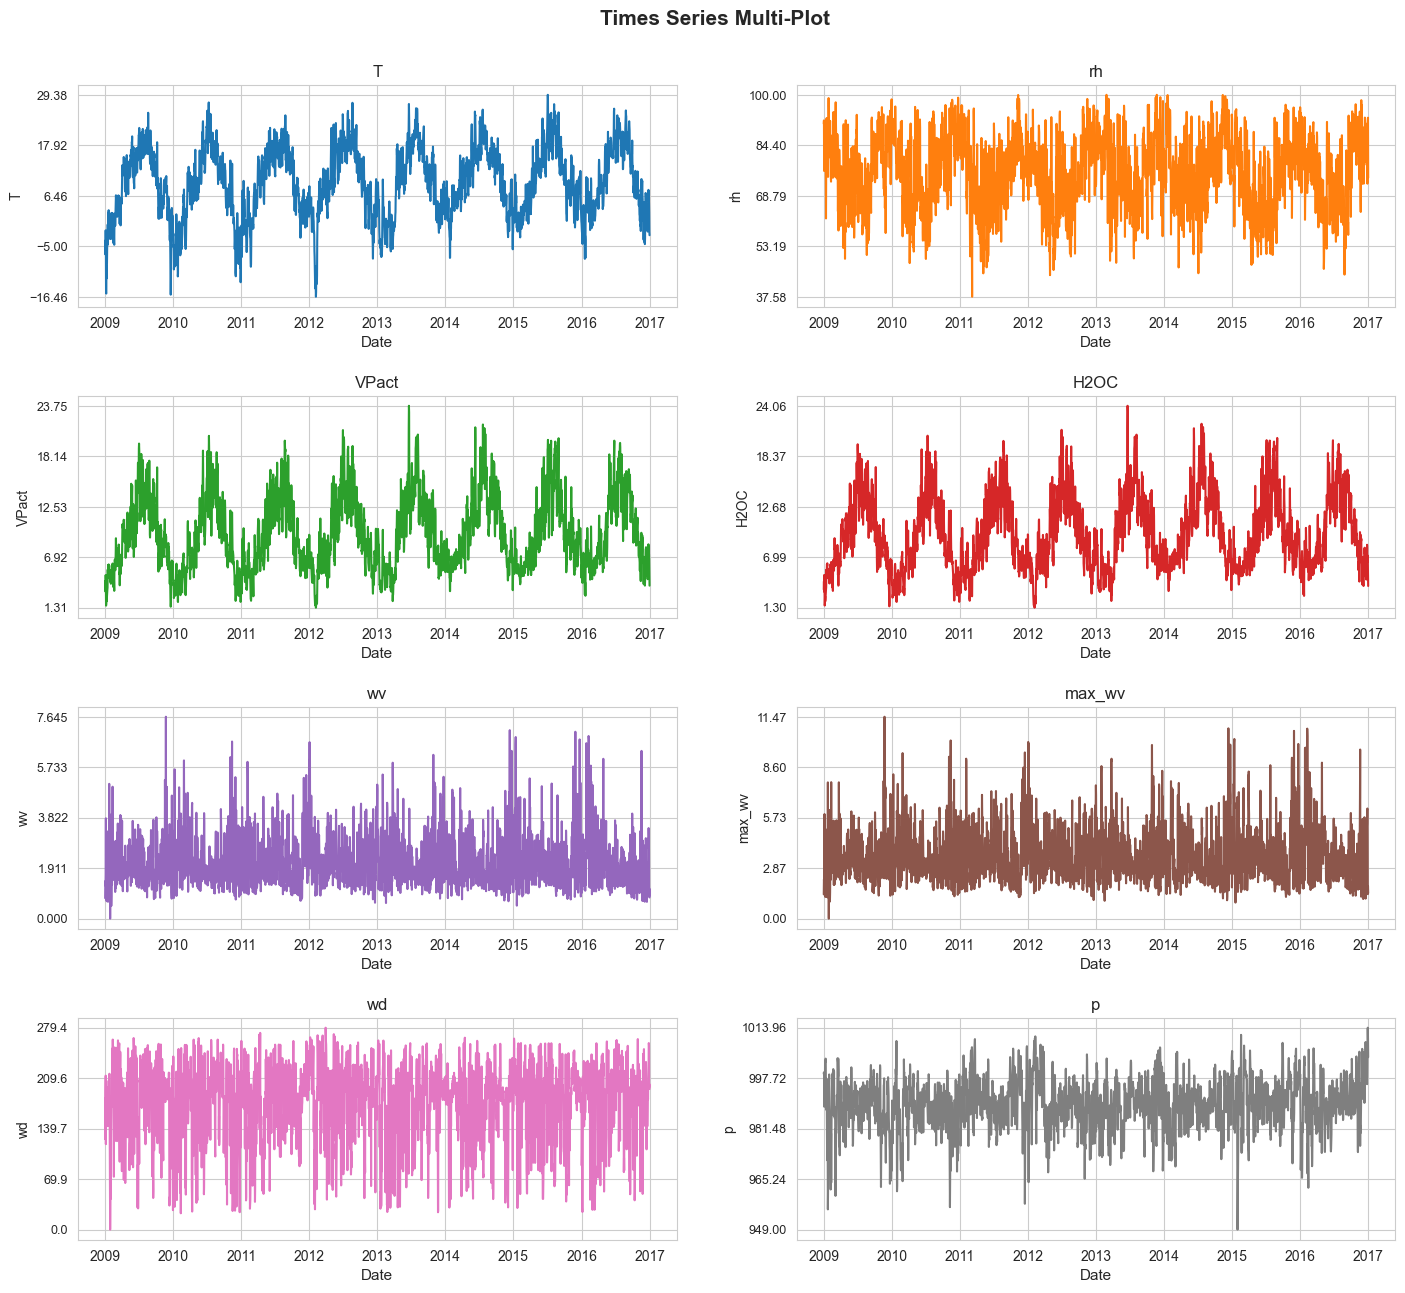 Times Series Multi-Plot
T
29.38
17.92
6.46
−5.00
−16.46
T
2009 2010 2011 2012 2013 2014 2015 2016 2017
Date
rh
100.00
84.40
68.79
53.19
37.58
rh
2009 2010 2011 2012 2013 2014 2015 2016 2017
Date
VPact
23.75
18.14
12.53
6.92
1.31
VPact
2009 2010 2011 2012 2013 2014 2015 2016 2017
Date
H2OC
24.06
18.37
12.68
6.99
1.30
H2OC
2009 2010 2011 2012 2013 2014 2015 2016 2017
Date
wv
7.645
5.733
3.822
1.911
0.000
wv
2009 2010 2011 2012 2013 2014 2015 2016 2017
Date
max_wv
11.47
8.60
5.73
2.87
0.00
max_wv
2009 2010 2011 2012 2013 2014 2015 2016 2017
Date
wd
279.4
209.6
139.7
69.9
0.0
wd
2009 2010 2011 2012 2013 2014 2015 2016 2017
Date
p
1013.96
997.72
981.48
965.24
949.00
p
2009 2010 2011 2012 2013 2014 2015 2016 2017
Date